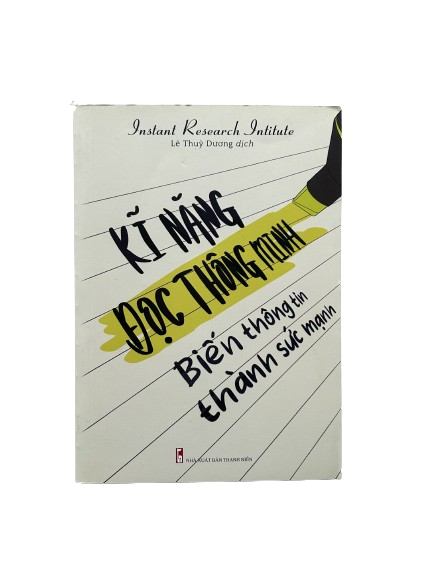 Instant Research Intitute
Lê Thuỳ Dương dịch
KĨ NĂNG
ĐỌC THÔNG MINH
Biến thông tin
thành sức mạnh
NHÀ XUẤT BẢN THANH NIÊN